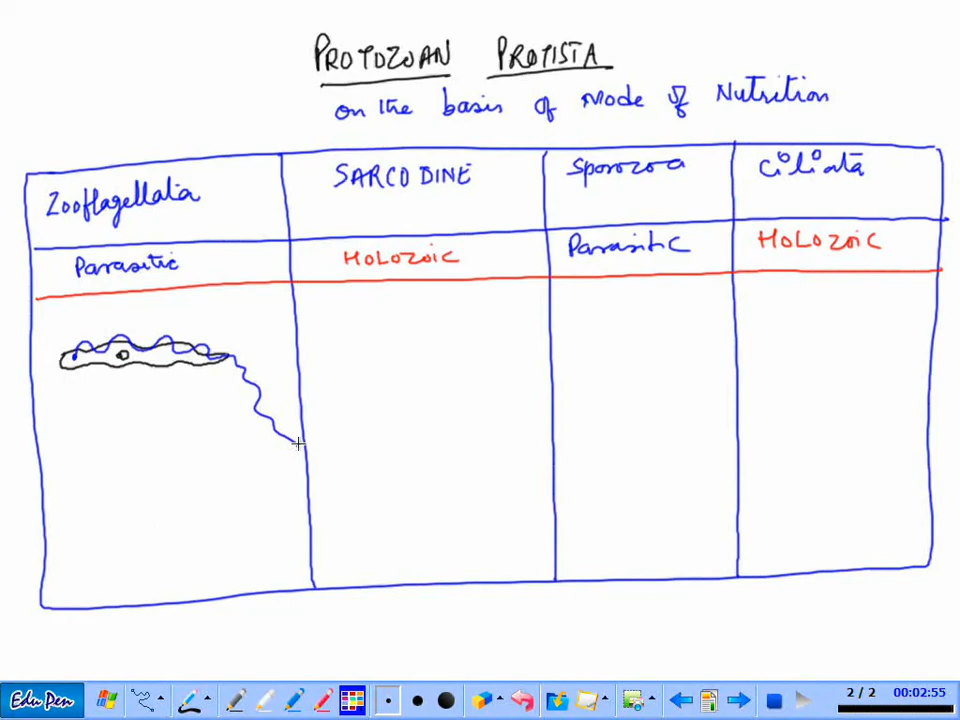 PROTOZOAN PROTISTA
on the basis of Mode of Nutrition
Zooflagellata SARCODINE Sporozoa Ciliata
Parasitic HOLOZOIC Parasitic HOLOZOIC
Edu Pen 2 / 2 00:02:55